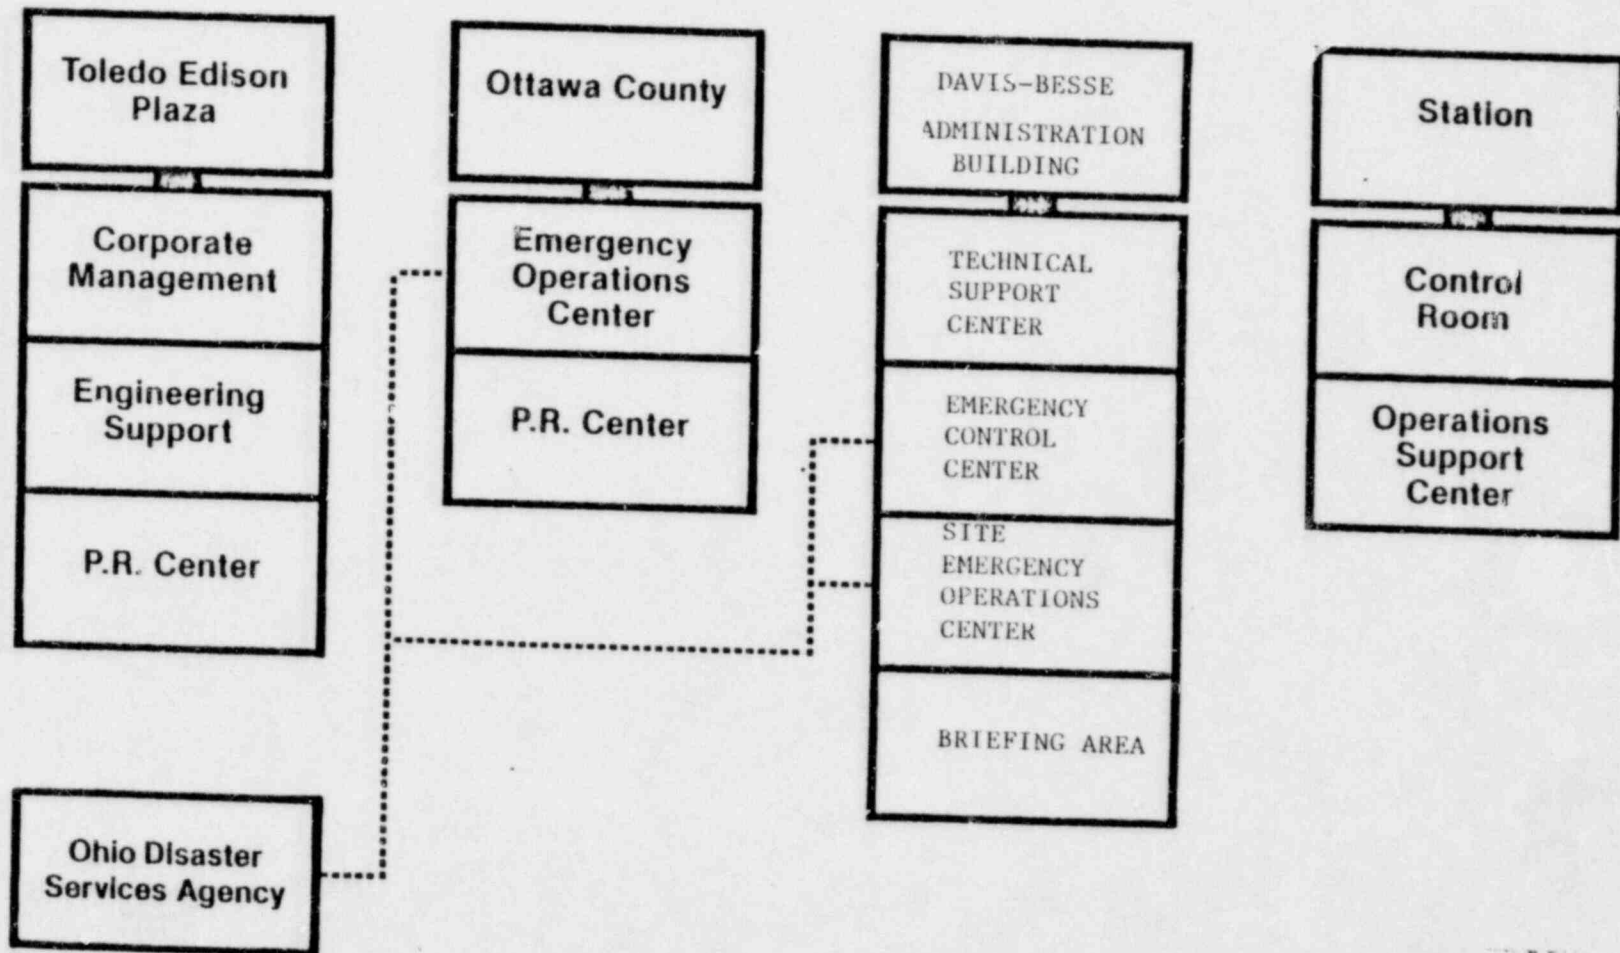 Toledo Edison
Plaza
Corporate
Management
Engineering
Support
P.R. Center
Ohio Disaster
Services Agency
Ottawa County
Emergency
Operations
Center
P.R. Center
DAVIS-BESSE
ADMINISTRATION
BUILDING
TECHNICAL
SUPPORT
CENTER
EMERGENCY
CONTROL
CENTER
SITE
EMERGENCY
OPERATIONS
CENTER
BRIEFING AREA
Station
Control
Room
Operations
Support
Center